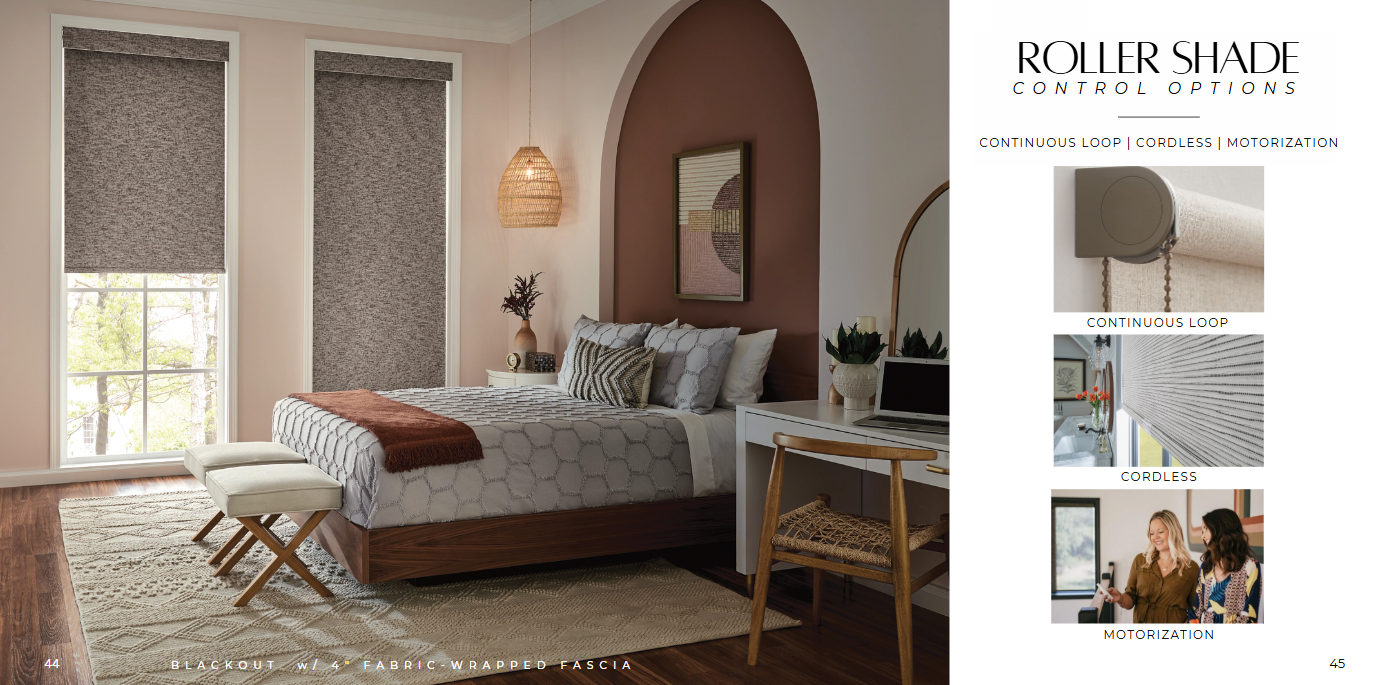 44
BLACKOUT w/ 4" FABRIC-WRAPPED FASCIA
ROLLER SHADE
CONTROL OPTIONS
CONTINUOUS LOOP | CORDLESS | MOTORIZATION
CONTINUOUS LOOP
CORDLESS
MOTORIZATION
45